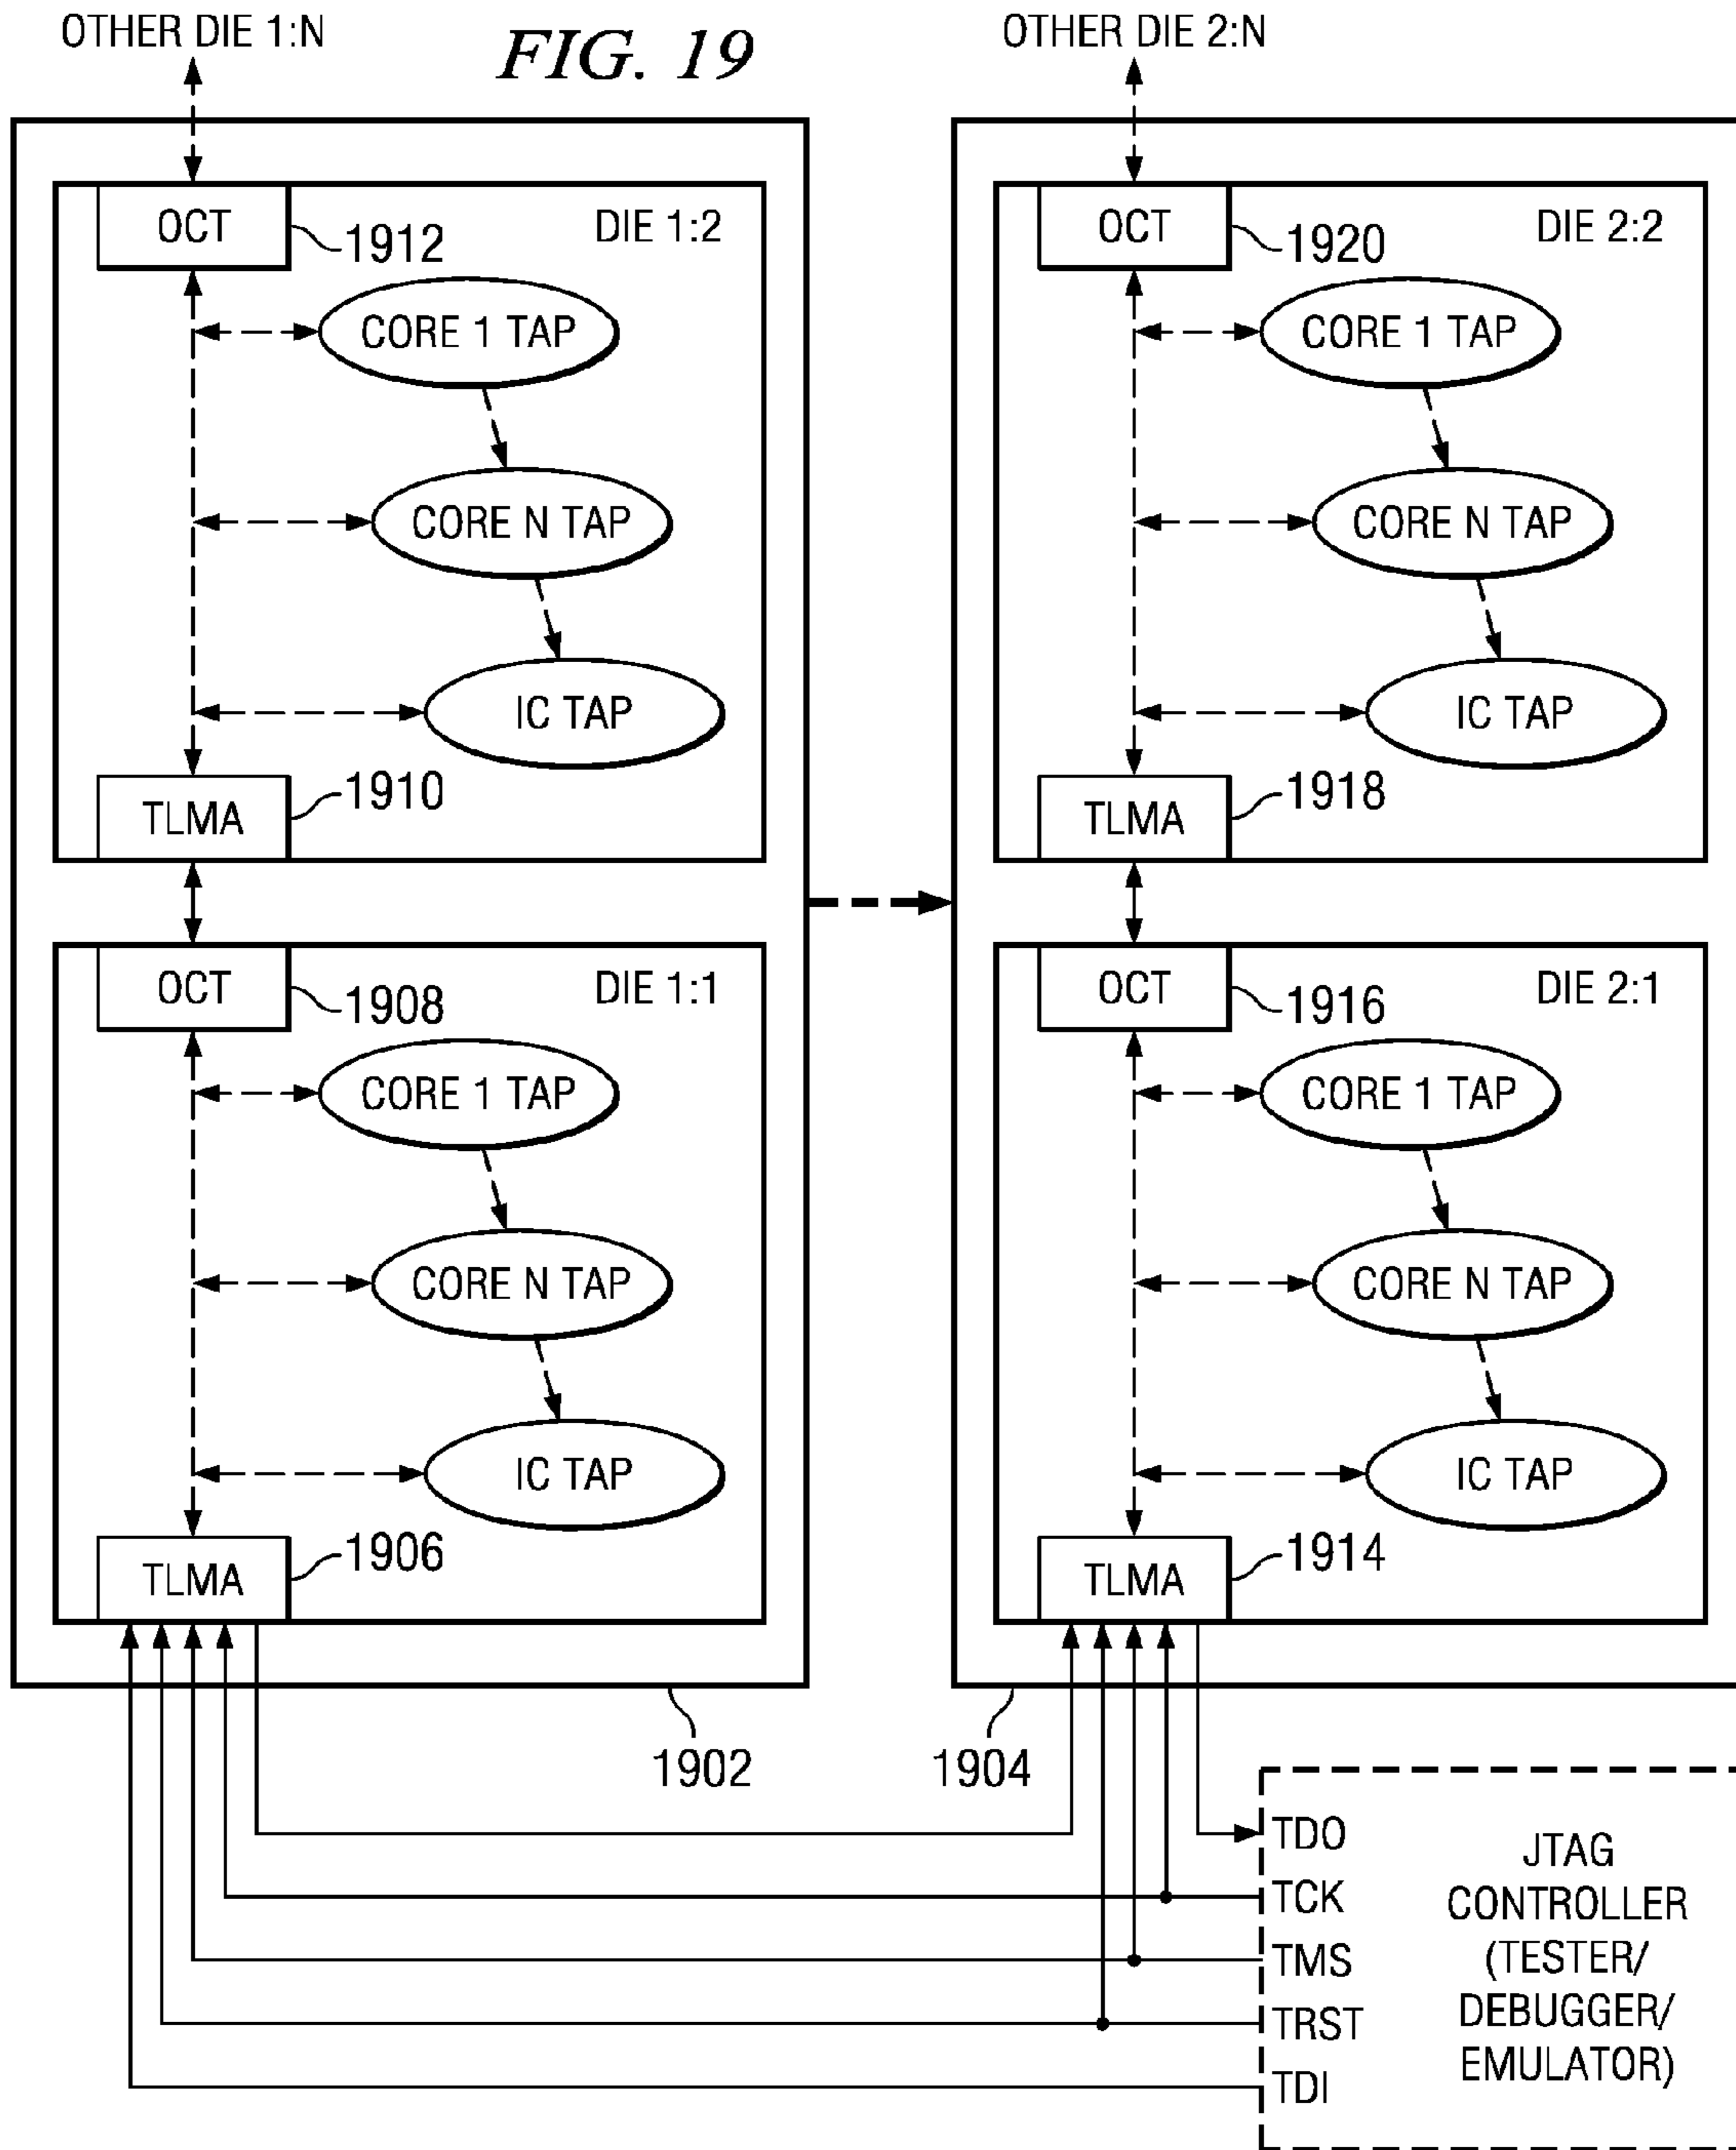 OTHER DIE 1:N
FIG. 19
OTHER DIE 2:N
OCT
1912
DIE 1:2
CORE 1 TAP
CORE N TAP
IC TAP
TLMA
1910
OCT
1908
DIE 1:1
CORE 1 TAP
CORE N TAP
IC TAP
TLMA
1906
1902
OCT
1920
DIE 2:2
CORE 1 TAP
CORE N TAP
IC TAP
TLMA
1918
OCT
1916
DIE 2:1
CORE 1 TAP
CORE N TAP
IC TAP
TLMA
1914
1904
TDO
TCK
TMS
TRST
TDI
JTAG
CONTROLLER
(TESTER/
DEBUGGER/
EMULATOR)